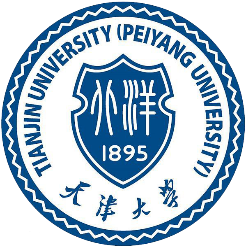 TIANJIN UNIVERSITY (PEIYANG UNIVERSITY)
北洋
1895
天津大學